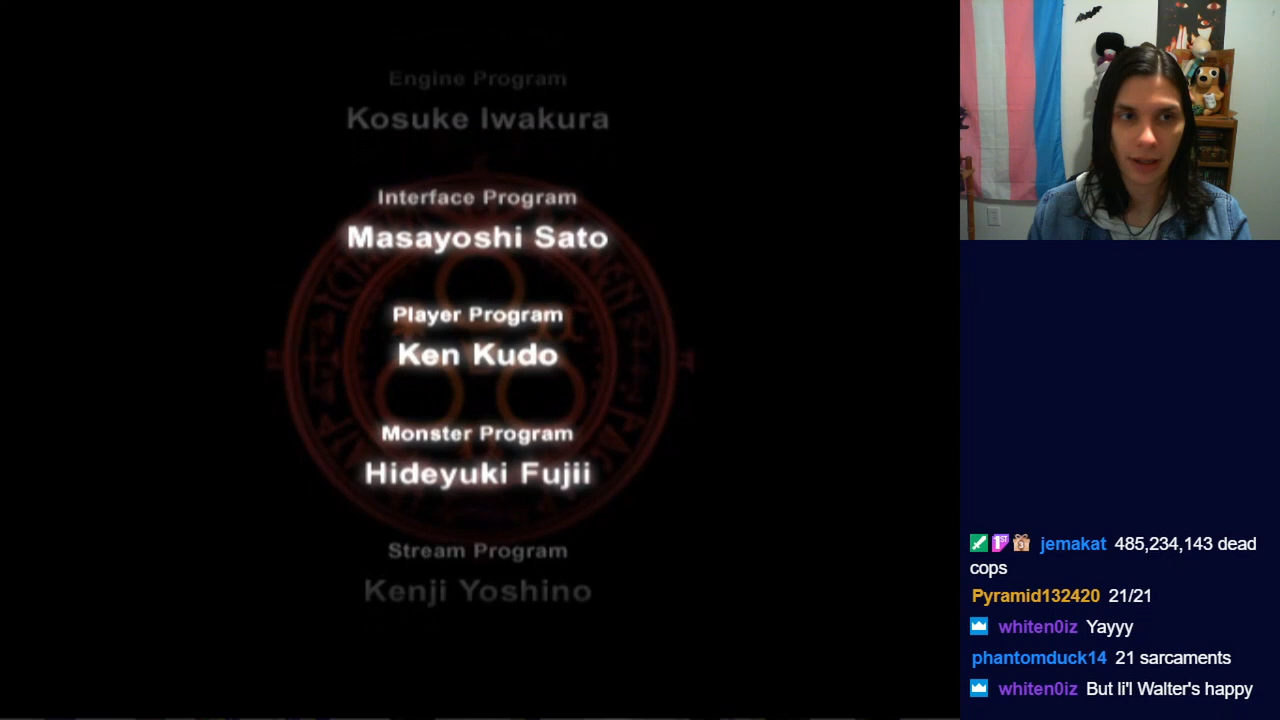 Engine Program
Kosuke Iwakura
Interface Program
Masayoshi Sato
Player Program
Ken Kudo
Monster Program
Hideyuki Fujii
Stream Program
Kenji Yoshino
jemakat 485,234,143 dead
cops
Pyramid132420 21/21
whiten0iz Yayyy
phantomduck14 21 sarcaments
whiten0iz But li'l Walter's happy